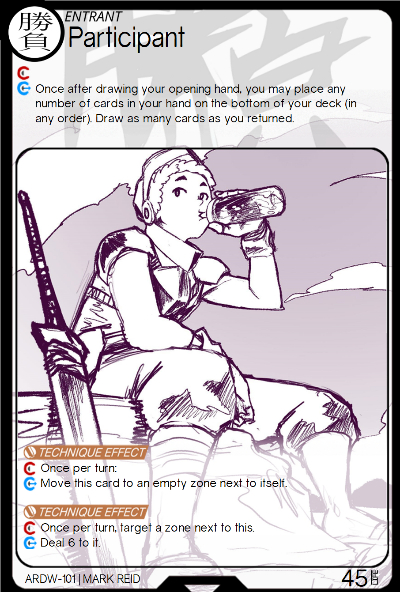 勝負
ENTRANT
Participant
C
C Once after drawing your opening hand, you may place any
number of cards in your hand on the bottom of your deck (in
any order). Draw as many cards as you returned.
TECHNIQUE EFFECT
C Once per turn:
C Move this card to an empty zone next to itself.
TECHNIQUE EFFECT
C Once per turn, target a zone next to this.
C Deal 6 to it.
ARDW-101 | MARK REID
45 LIFE